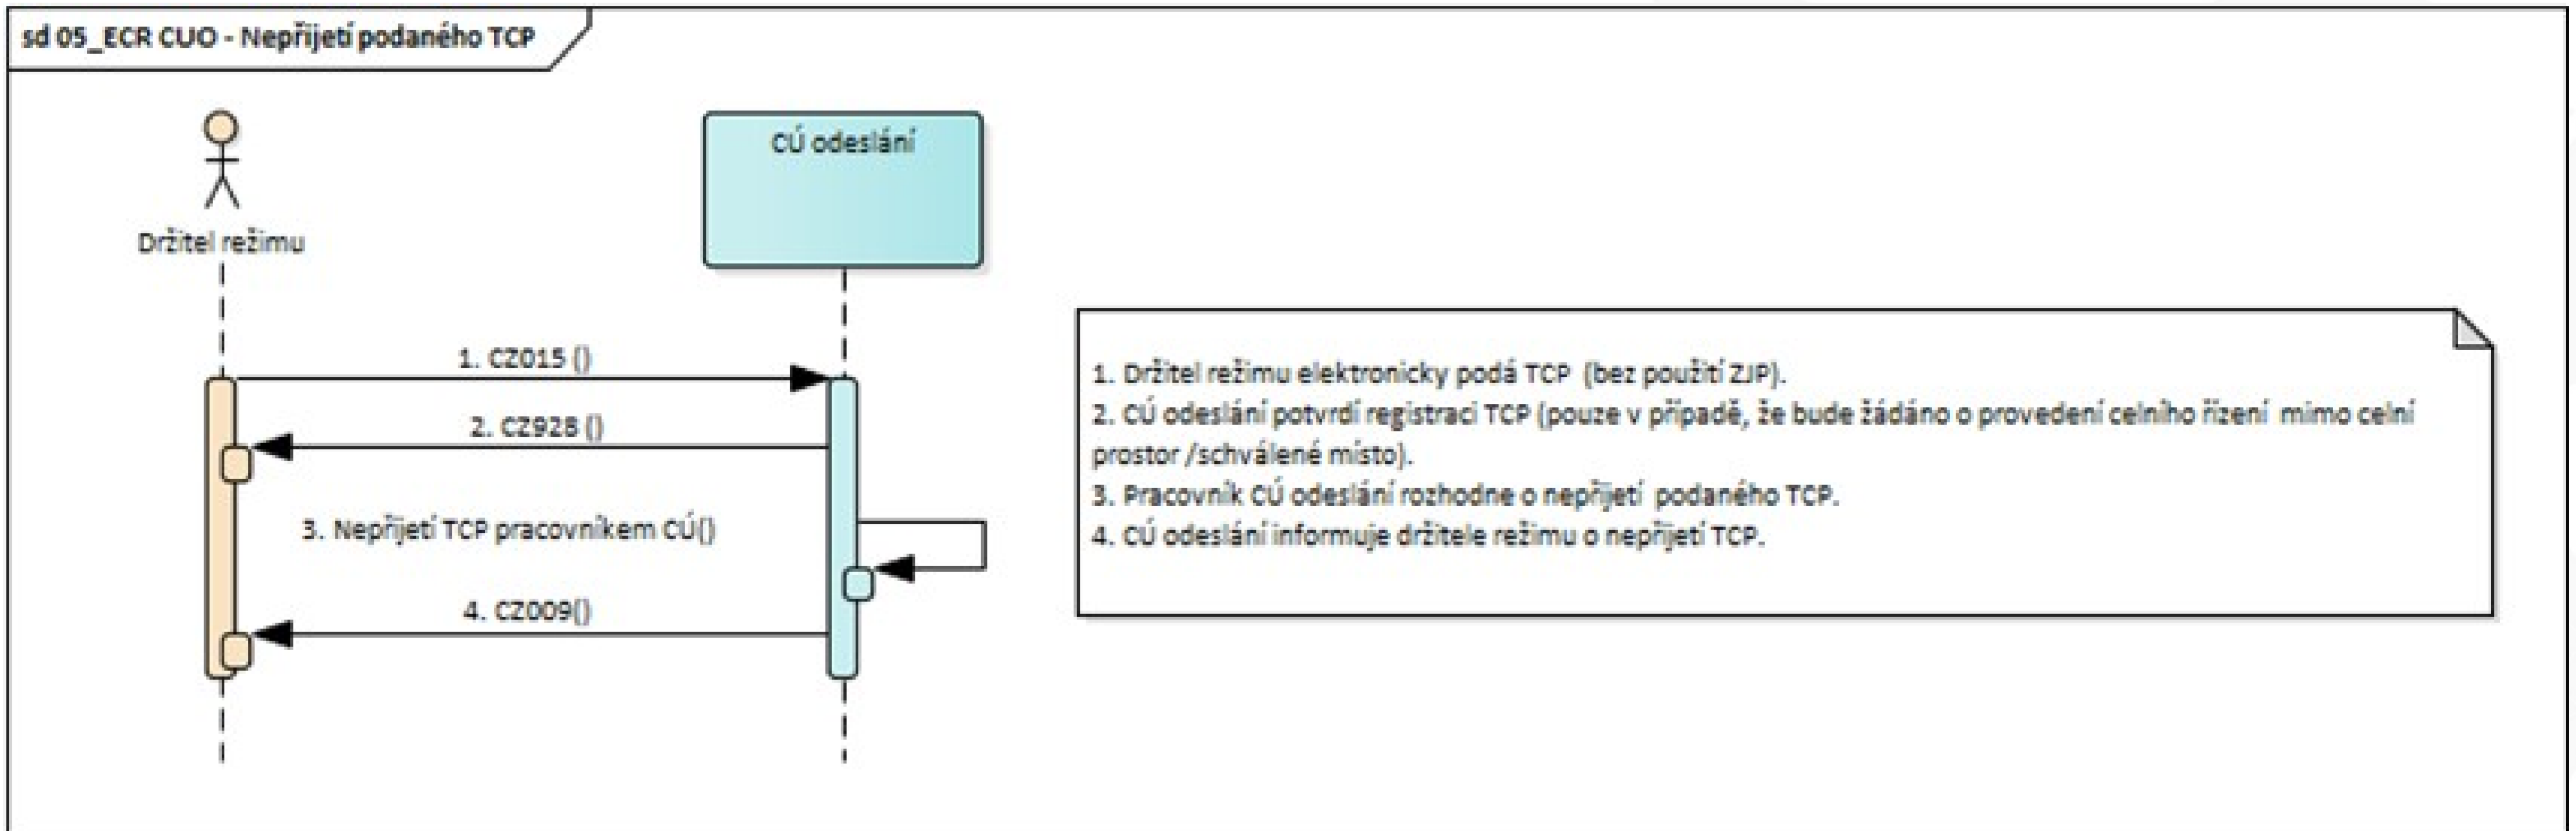 sd 05_ECR CUO - Nepřijetí podaného TCP
Držitel režimu
CÚ odeslání
1. CZ015 ()
2. CZ928 ()
3. Nepřijetí TCP pracovníkem CÚ()
4. CZ009()
1. Držitel režimu elektronicky podá TCP (bez použití ZJP).
2. CÚ odeslání potvrdí registraci TCP (pouze v případě, že bude žádáno o provedení celního řízení mimo celní
prostor /schválené místo).
3. Pracovník CÚ odeslání rozhodne o nepřijetí podaného TCP.
4. CÚ odeslání informuje držitele režimu o nepřijetí TCP.